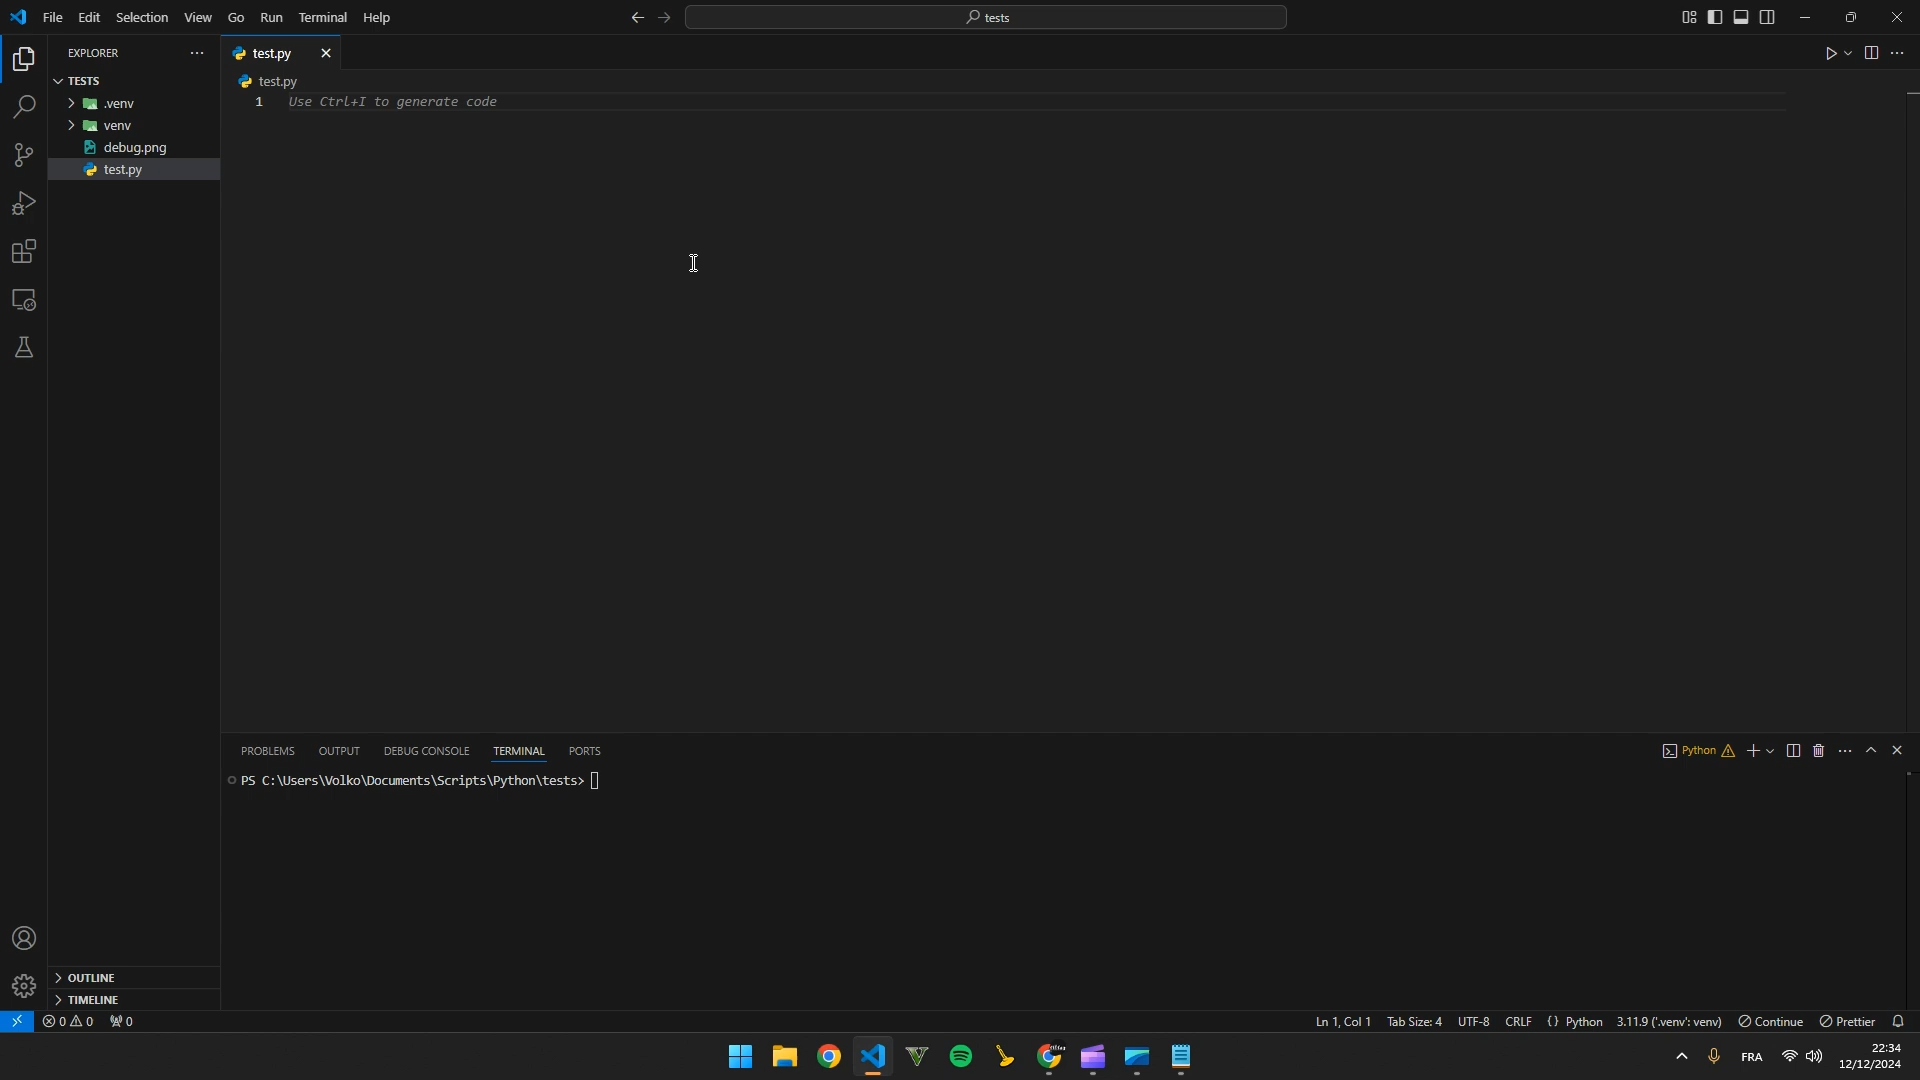 File Edit Selection View Go Run Terminal Help
tests
EXPLORER
TESTS
.venv
venv
debug.png
test.py
OUTLINE
TIMELINE
test.py
test.py
1 Use Ctrl+I to generate code
PROBLEMS OUTPUT DEBUG CONSOLE TERMINAL PORTS
Python
PS C:\Users\Volko\Documents\Scripts\Python\tests>
0 0 0
Ln 1, Col 1 Tab Size: 4 UTF-8 CRLF {} Python 3.11.9 ('.venv': venv) Continue Prettier
FRA
22:34
12/12/2024